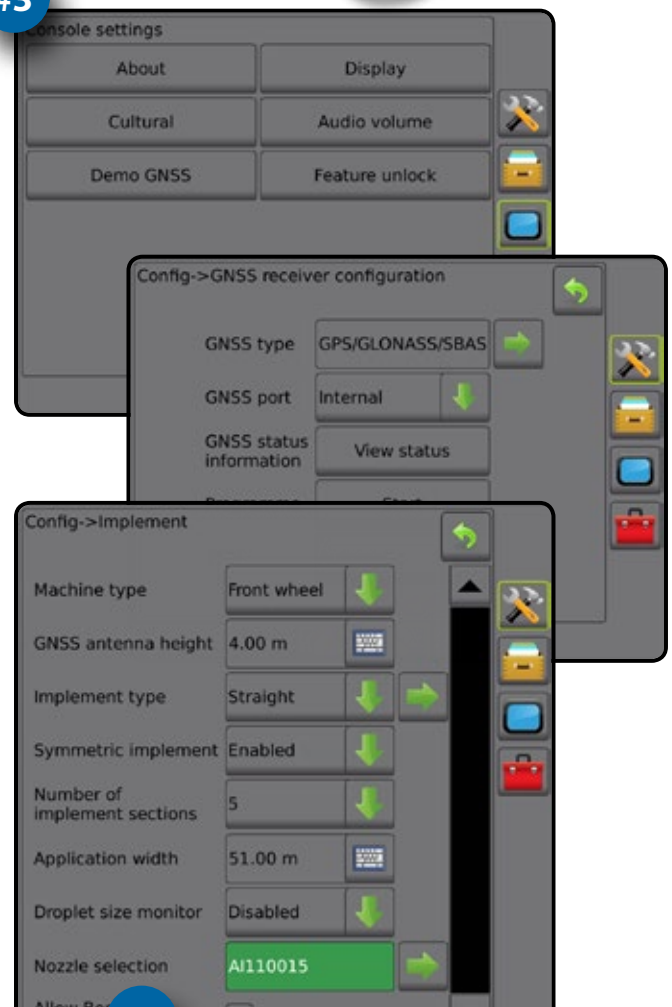 #3
Console settings
About
Display
Cultural
Audio volume
Demo GNSS
Feature unlock
Config->GNSS receiver configuration
GNSS type
GPS/GLONASS/SBAS
GNSS port
Internal
GNSS status
information
View status
Config->Implement
Machine type
Front wheel
GNSS antenna height
4.00 m
Implement type
Straight
Symmetric implement
Enabled
Number of
implement sections
5
Application width
51.00 m
Droplet size monitor
Disabled
Nozzle selection
AI110015